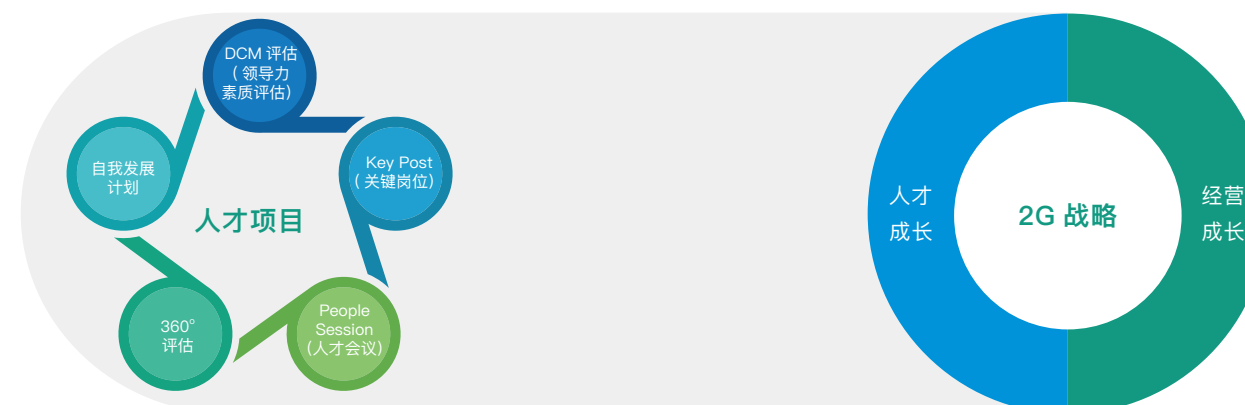 DCM 评估
( 领导力
素质评估)
自我发展
计划
Key Post
( 关键岗位)
人才项目
360°
评估
People
Session
(人才会议)
人才
成长
2G 战略
经营
成长